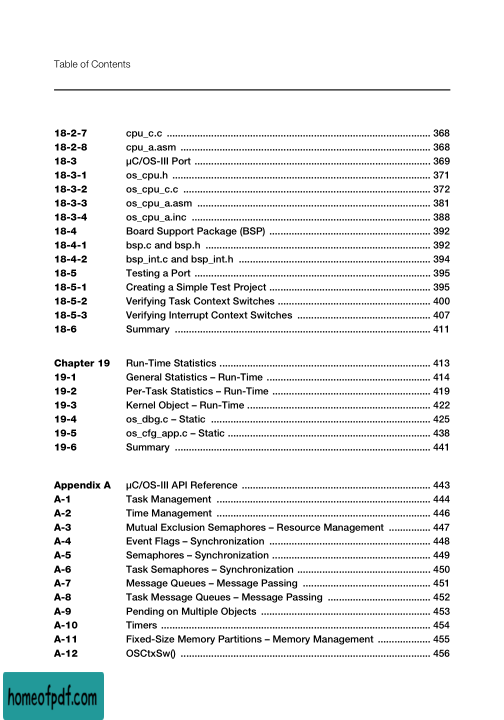 Table of Contents
18-2-7 cpu_c.c ........ 368
18-2-8 cpu_a.asm ........ 368
18-3 µC/OS-III Port ........ 369
18-3-1 os_cpu.h ........ 371
18-3-2 os_cpu_c.c ........ 372
18-3-3 os_cpu_a.asm ........ 381
18-3-4 os_cpu_a.inc ........ 388
18-4 Board Support Package (BSP) ........ 392
18-4-1 bsp.c and bsp.h ........ 392
18-4-2 bsp_int.c and bsp_int.h ........ 394
18-5 Testing a Port ........ 395
18-5-1 Creating a Simple Test Project ........ 395
18-5-2 Verifying Task Context Switches ........ 400
18-5-3 Verifying Interrupt Context Switches ........ 407
18-6 Summary ........ 411
Chapter 19 Run-Time Statistics ........ 413
19-1 General Statistics – Run-Time ........ 414
19-2 Per-Task Statistics – Run-Time ........ 419
19-3 Kernel Object – Run-Time ........ 422
19-4 os_dbg.c – Static ........ 425
19-5 os_cfg_app.c – Static ........ 438
19-6 Summary ........ 441
Appendix A µC/OS-III API Reference ........ 443
A-1 Task Management ........ 444
A-2 Time Management ........ 446
A-3 Mutual Exclusion Semaphores – Resource Management ........ 447
A-4 Event Flags – Synchronization ........ 448
A-5 Semaphores – Synchronization ........ 449
A-6 Task Semaphores – Synchronization ........ 450
A-7 Message Queues – Message Passing ........ 451
A-8 Task Message Queues – Message Passing ........ 452
A-9 Pending on Multiple Objects ........ 453
A-10 Timers ........ 454
A-11 Fixed-Size Memory Partitions – Memory Management ........ 455
A-12 OSCtxSw() ........ 456
homeofpdf.com